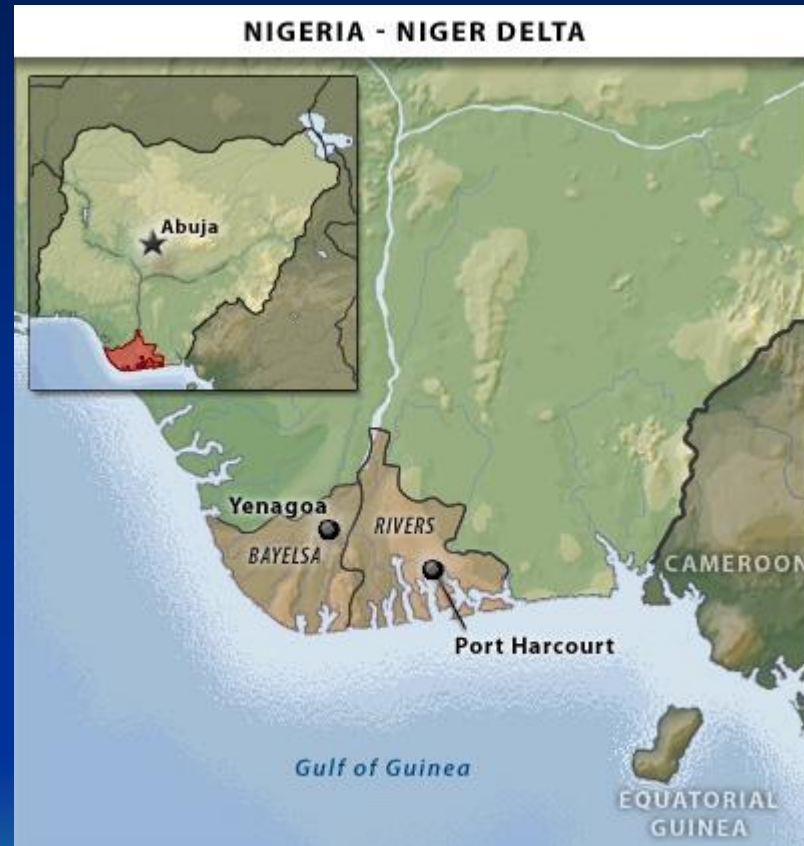 NIGERIA - NIGER DELTA
Abuja
Yenagoa
RIVERS
BAYELSA
CAMEROON
Port Harcourt
Gulf of Guinea
EQUATORIAL
GUINEA